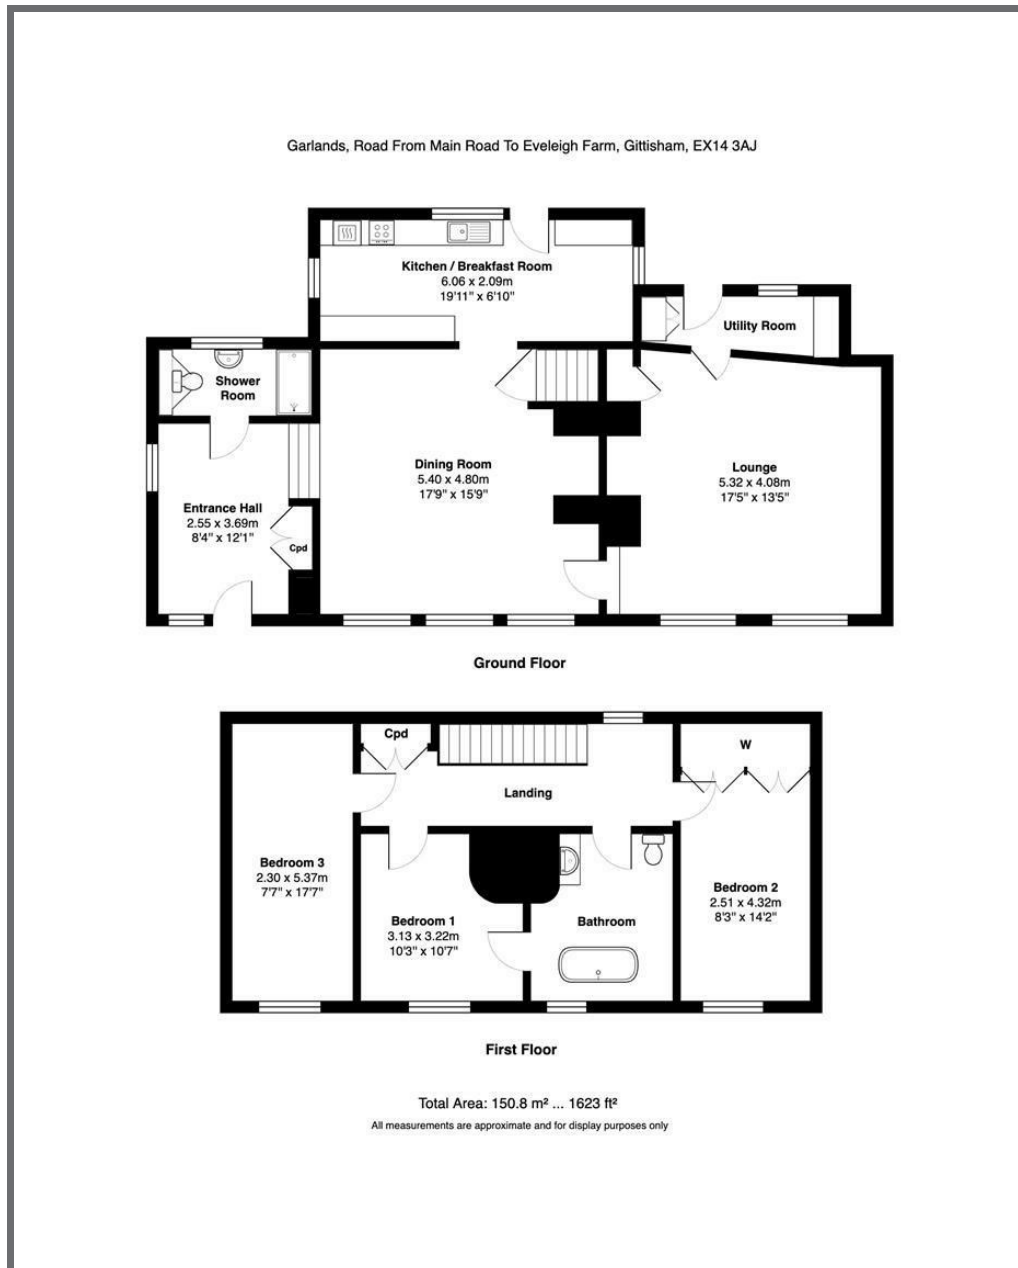 Garlands, Road From Main Road To Eveleigh Farm, Gittisham, EX14 3AJ
Kitchen / Breakfast Room
6.06 x 2.09m
19'11" x 6'10"
Utility Room
Shower
Room
Dining Room
5.40 x 4.80m
17'9" x 15'9"
Lounge
5.32 x 4.08m
17'5" x 13'5"
Entrance Hall
2.55 x 3.69m
8'4" x 12'1"
Cpd
Ground Floor
Cpd
W
Landing
Bedroom 3
2.30 x 5.37m
7'7" x 17'7"
Bedroom 2
2.51 x 4.32m
8'3" x 14'2"
Bedroom 1
3.13 x 3.22m
10'3" x 10'7"
Bathroom
First Floor
Total Area: 150.8 m² ... 1623 ft²
All measurements are approximate and for display purposes only